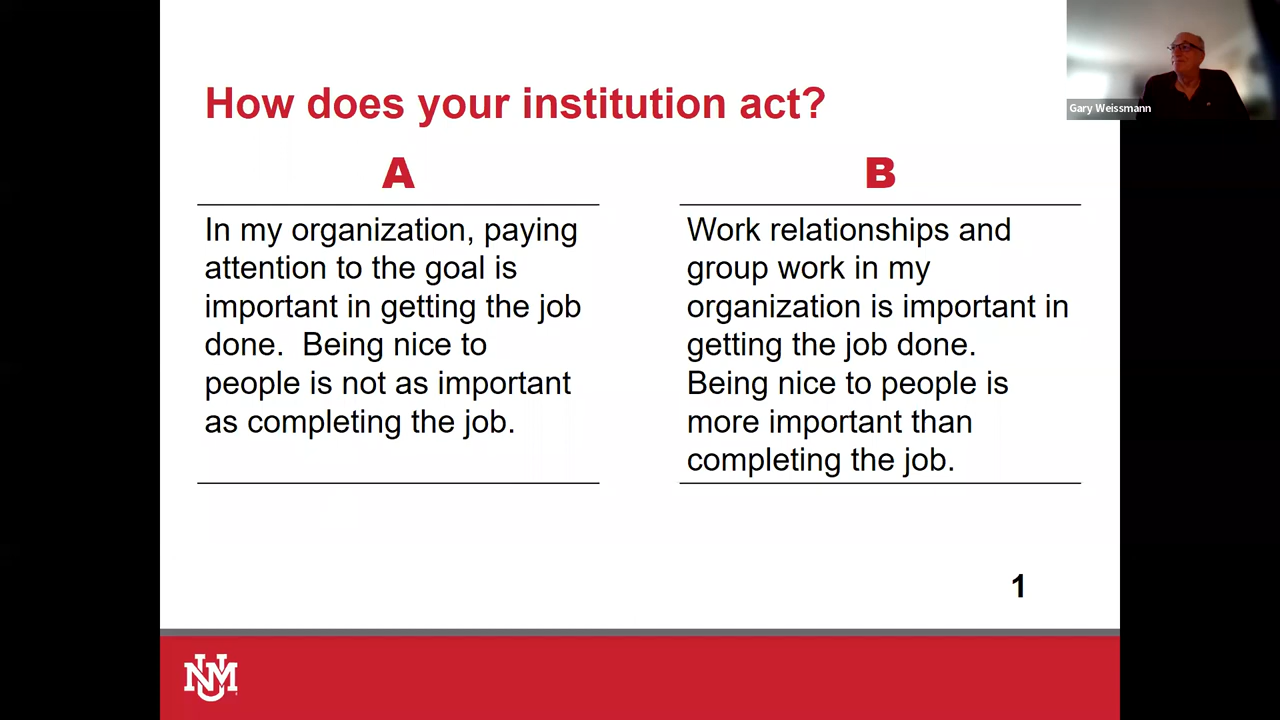 How does your institution act?
A
In my organization, paying
attention to the goal is
important in getting the job
done.  Being nice to
people is not as important
as completing the job.
B
Work relationships and
group work in my
organization is important in
getting the job done.
Being nice to people is
more important than
completing the job.
1
UNM
Gary Weissmann